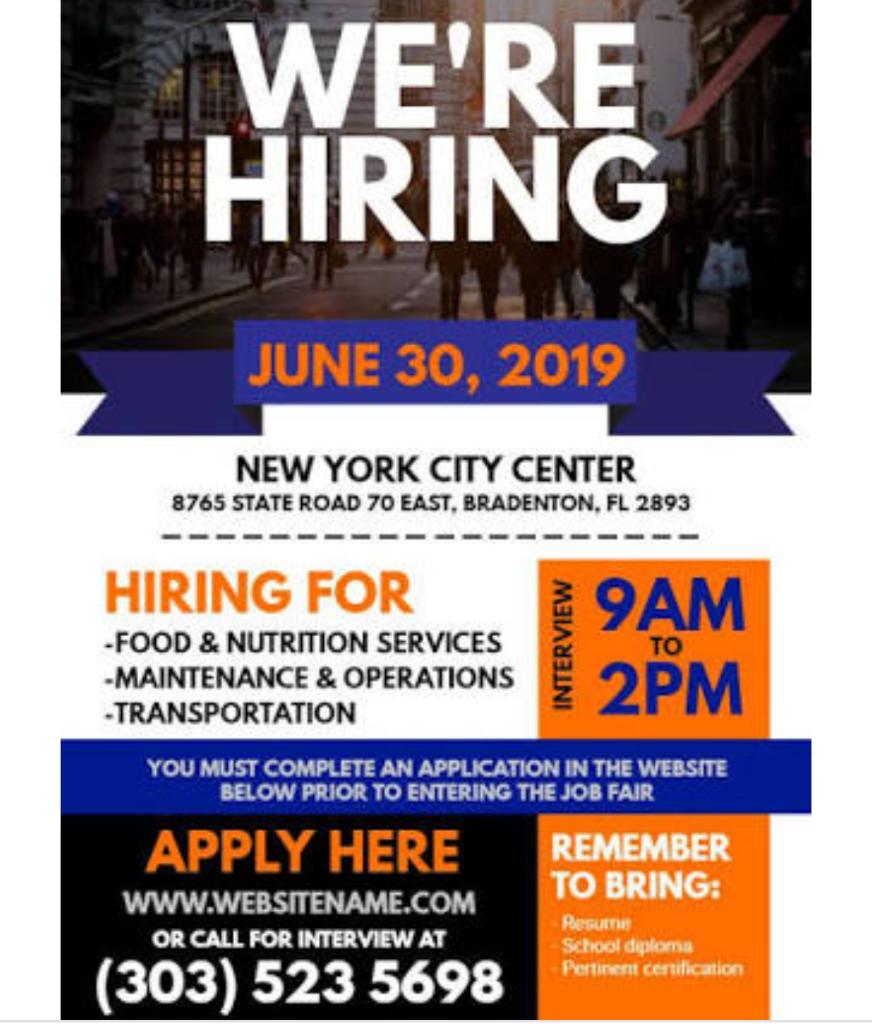 WE'RE
HIRING
JUNE 30, 2019
NEW YORK CITY CENTER
8765 STATE ROAD 70 EAST, BRADENTON, FL 2893
HIRING FOR
-FOOD & NUTRITION SERVICES
-MAINTENANCE & OPERATIONS
-TRANSPORTATION
INTERVIEW
9AM
TO
2PM
YOU MUST COMPLETE AN APPLICATION IN THE WEBSITE
BELOW PRIOR TO ENTERING THE JOB FAIR
APPLY HERE
WWW.WEBSITENAME.COM
OR CALL FOR INTERVIEW AT
(303) 523 5698
REMEMBER
TO BRING:
- Resume
- School diploma
- Pertinent certification